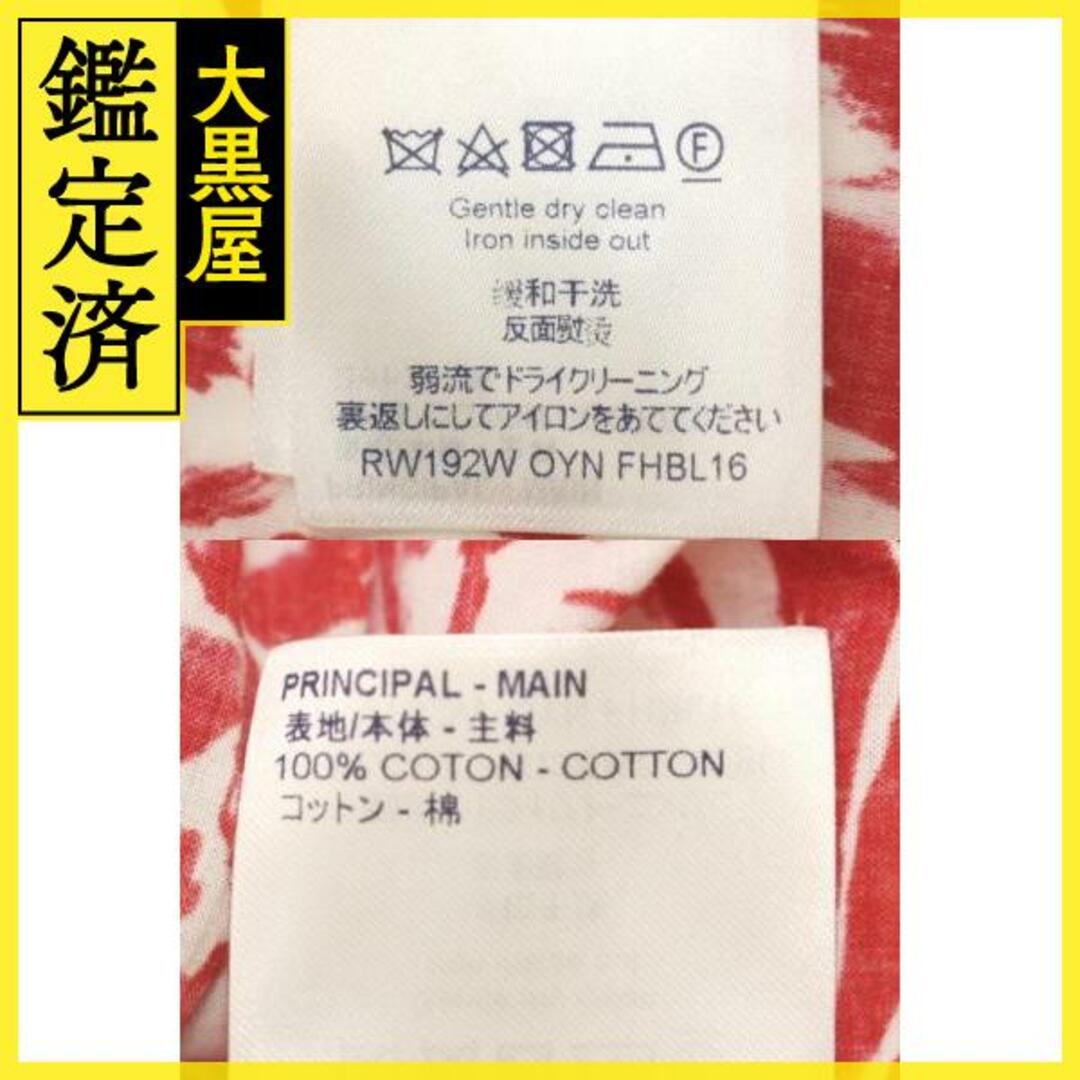 鑑定済
大黒屋
F
Gentle dry clean
Iron inside out
缓和干洗
反面熨烫
弱流でドライクリーニング
裏返しにしてアイロンをあててください
RW192W OYN FHBL16
PRINCIPAL - MAIN
表地/本体 - 主料
100% COTON - COTTON
コットン - 棉